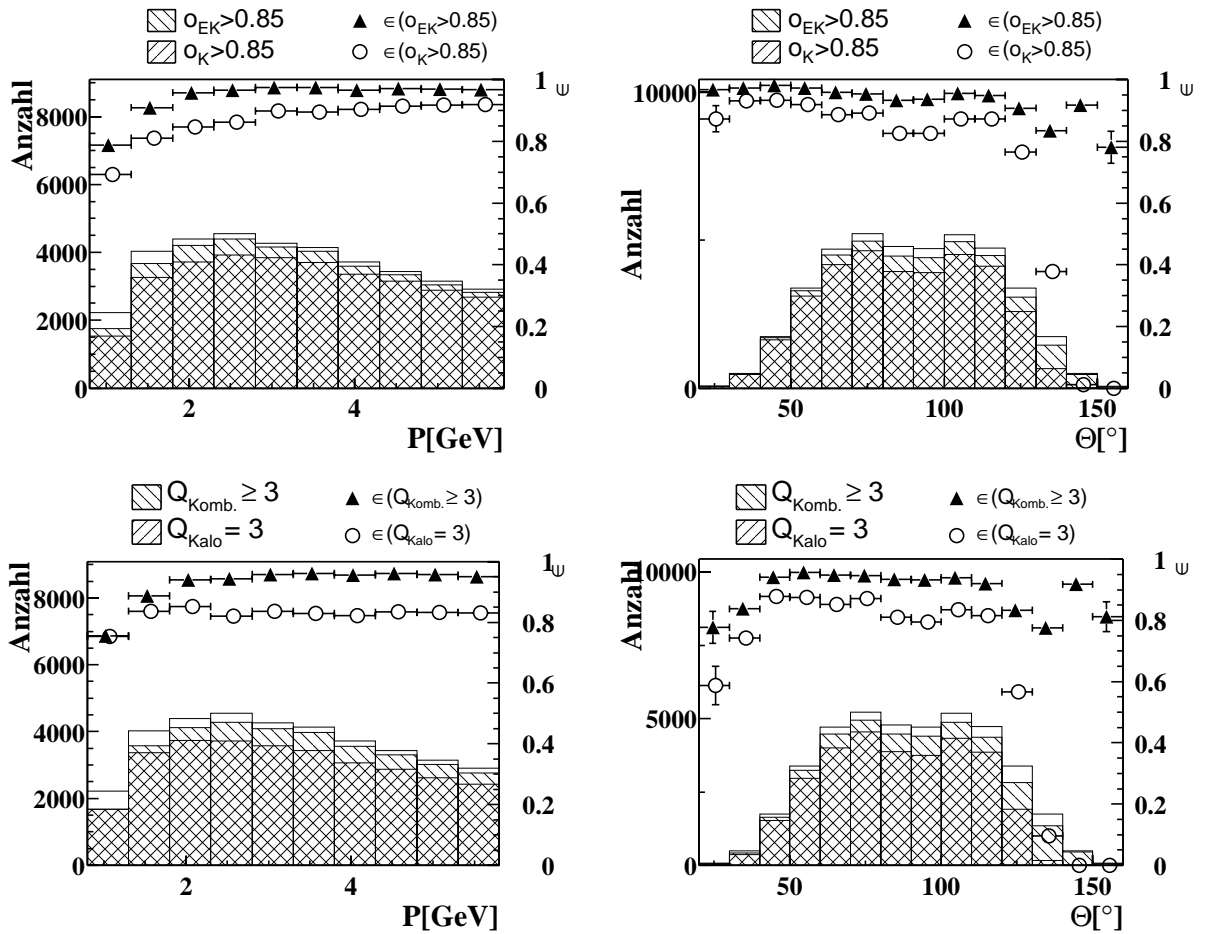 o_EK>0.85 ∈(o_EK>0.85)
o_K>0.85 ∈(o_K>0.85)
Anzahl
8000
6000
4000
2000
0
1
0.8
0.6
0.4
0.2
0
∈
2 4
P[GeV]
o_EK>0.85 ∈(o_EK>0.85)
o_K>0.85 ∈(o_K>0.85)
Anzahl
10000
0
1
0.8
0.6
0.4
0.2
0
∈
50 100 150
Θ[°]
Q_Komb. ≥ 3 ∈(Q_Komb. ≥ 3)
Q_Kalo = 3 ∈(Q_Kalo = 3)
Anzahl
8000
6000
4000
2000
0
1
0.8
0.6
0.4
0.2
0
∈
2 4
P[GeV]
Q_Komb. ≥ 3 ∈(Q_Komb. ≥ 3)
Q_Kalo = 3 ∈(Q_Kalo = 3)
Anzahl
10000
5000
0
1
0.8
0.6
0.4
0.2
0
∈
50 100 150
Θ[°]